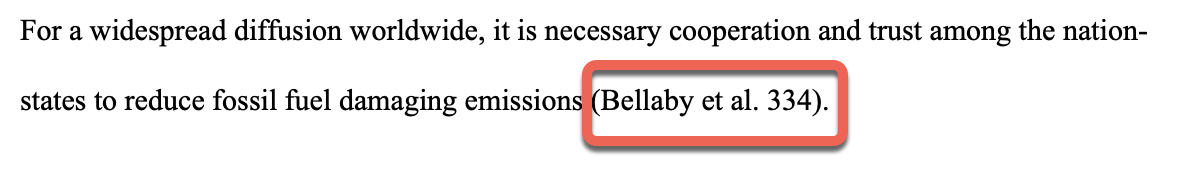 For a widespread diffusion worldwide, it is necessary cooperation and trust among the nation-
states to reduce fossil fuel damaging emissions (Bellaby et al. 334).